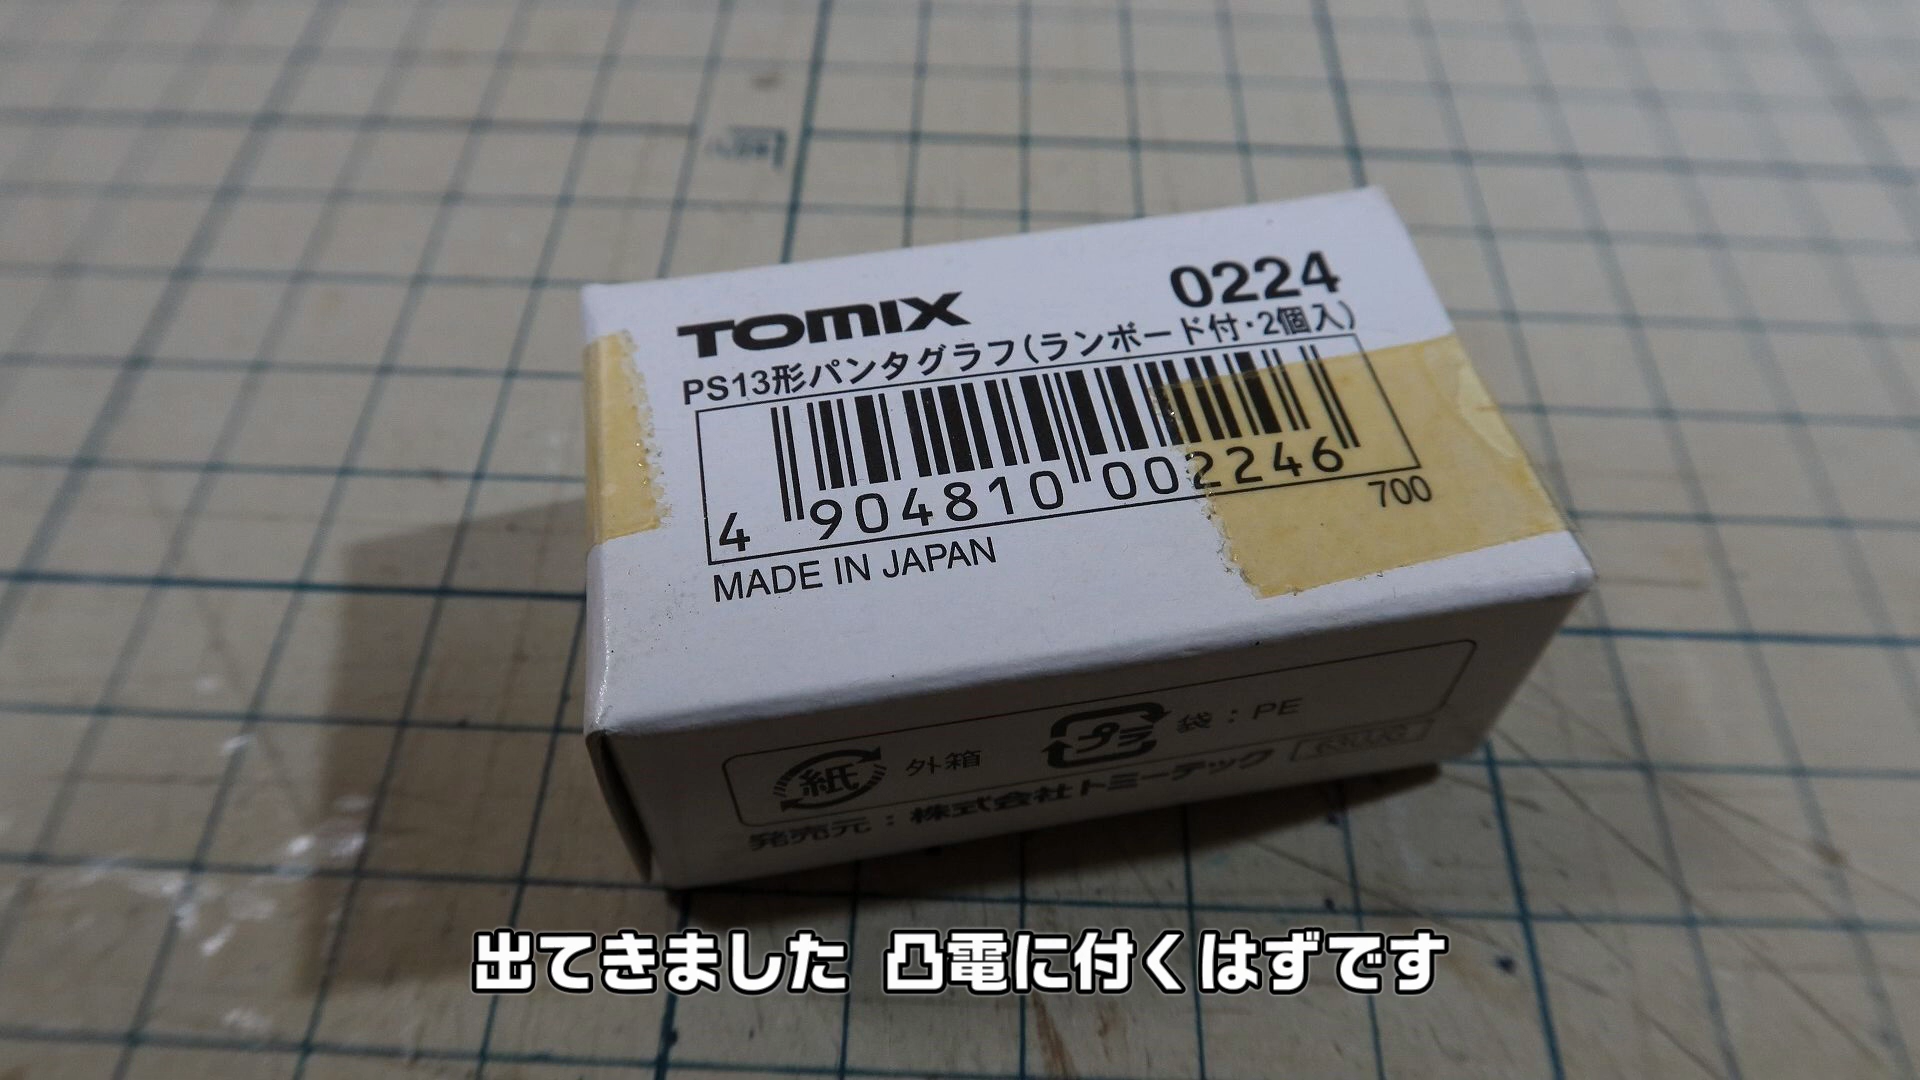 TOMIX 0224
PS13形パンタグラフ(ランボード付・2個入)
4 904810 002246
700
MADE IN JAPAN
紙 外箱 プラ 袋：PE
発売元：株式会社トミーテック
出てきました 凸電に付くはずです